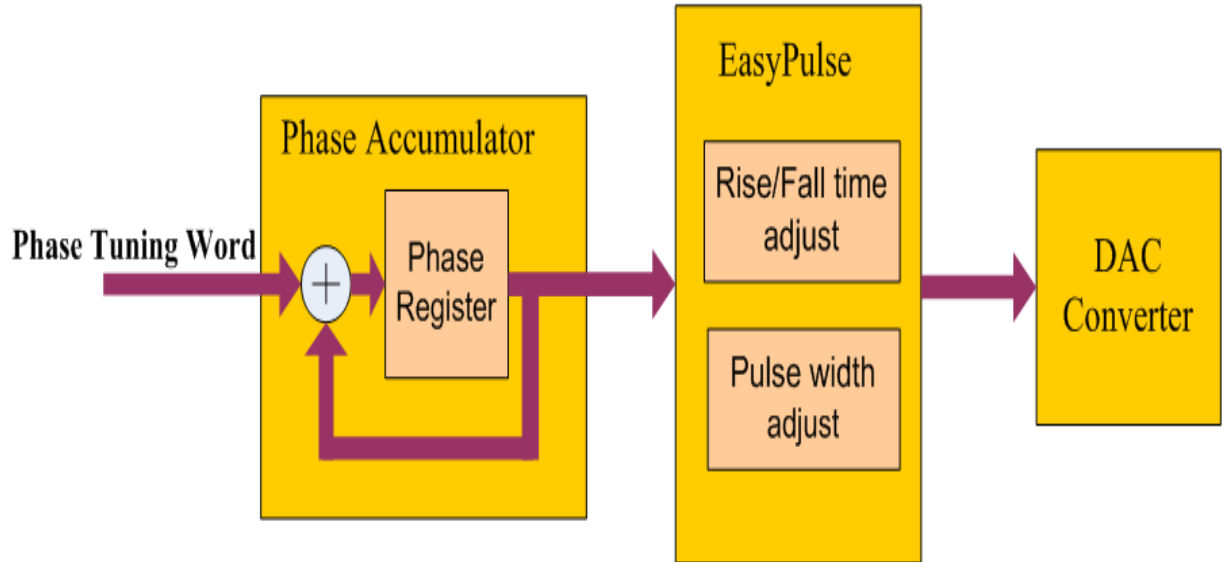 Phase Tuning Word
Phase Accumulator
+
Phase
Register
EasyPulse
Rise/Fall time
adjust
Pulse width
adjust
DAC
Converter